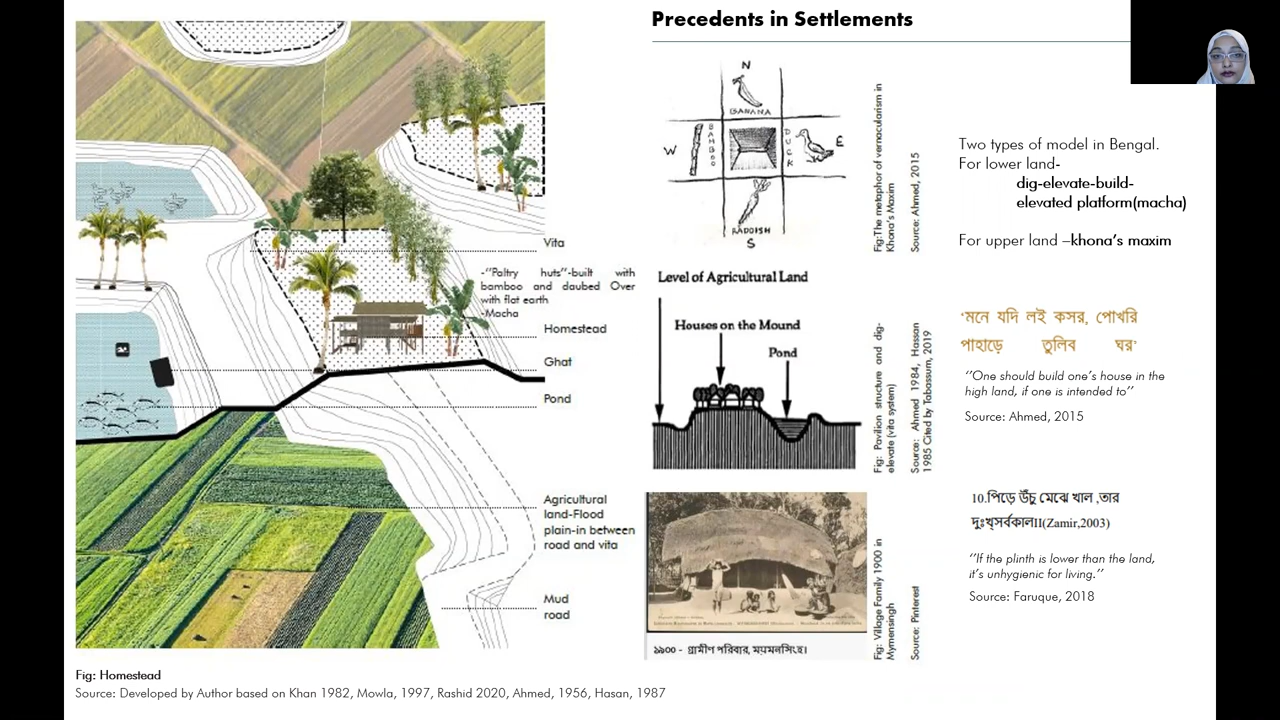 Precedents in Settlements
Vita
-"Paltry huts"-built with
bamboo and daubed Over
with flat earth
-Macha
Homestead
Ghat
Pond
Agricultural
land-Flood
plain-in between
road and vita
Mud
road
Fig: Homestead
Source: Developed by Author based on Khan 1982, Mowla, 1997, Rashid 2020, Ahmed, 1956, Hasan, 1987
N
BANANA
W
BAMBOO
DUCK
E
RADDISH
S
Fig:The metaphor of vernacularism in
Khona's Maxim
Source: Ahmed, 2015
Level of Agricultural Land
Houses on the Mound
Pond
Fig: Pavilion structure and dig-
elevate (vita system)
Source: Ahmed 1984, Hassan
1985 Cited by Tabassum, 2019
১৯০০ - গ্রামীণ পরিবার, ময়মনসিংহ।
Fig: Village Family 1900 in
Mymensingh
Source: Pinterest
Two types of model in Bengal.
For lower land-
dig-elevate-build-
elevated platform(macha)
For upper land –khona's maxim
‘মনে যদি লই কসর, পোখরি
পাহাড়ে তুলিব ঘর’
''One should build one's house in the
high land, if one is intended to''
Source: Ahmed, 2015
10.পিড়ে উঁচু মেঝে খাল ,তার
দুঃখসর্বকাল॥(Zamir,2003)
''If the plinth is lower than the land,
it's unhygienic for living.''
Source: Faruque, 2018